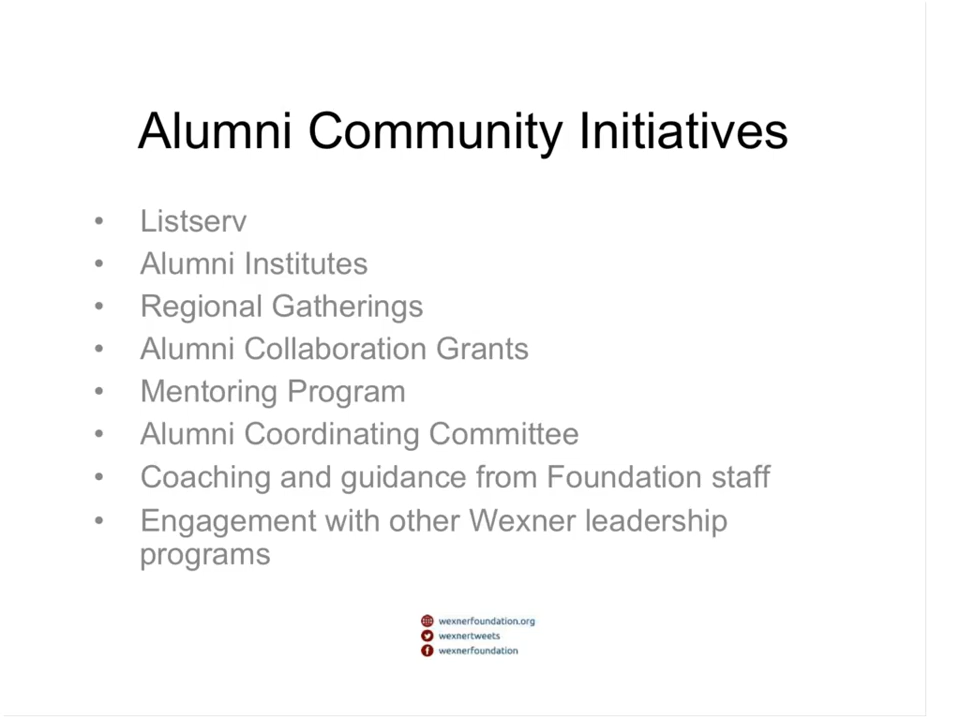 Alumni Community Initiatives
• Listserv
• Alumni Institutes
• Regional Gatherings
• Alumni Collaboration Grants
• Mentoring Program
• Alumni Coordinating Committee
• Coaching and guidance from Foundation staff
• Engagement with other Wexner leadership
programs
wexnerfoundation.org
wexnertweets
wexnerfoundation